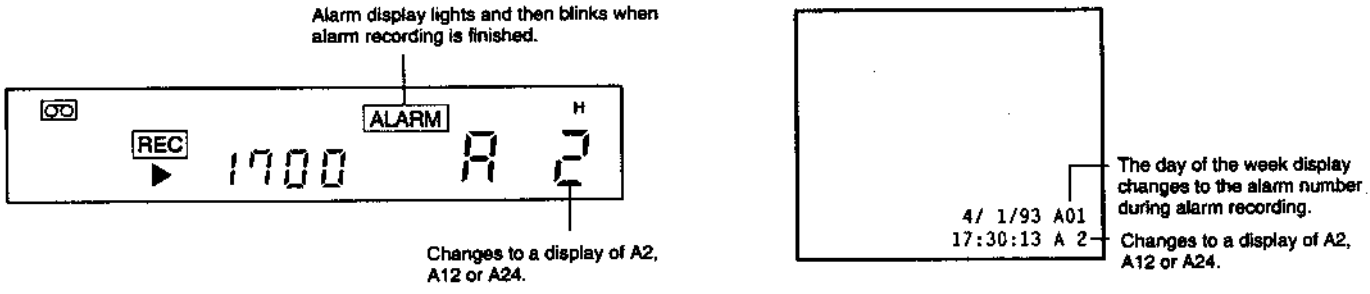 Alarm display lights and then blinks when
alarm recording is finished.
ALARM
H
REC
1700
A 2
Changes to a display of A2,
A12 or A24.
4/ 1/93 A01
17:30:13 A 2
The day of the week display
changes to the alarm number
during alarm recording.
Changes to a display of A2,
A12 or A24.